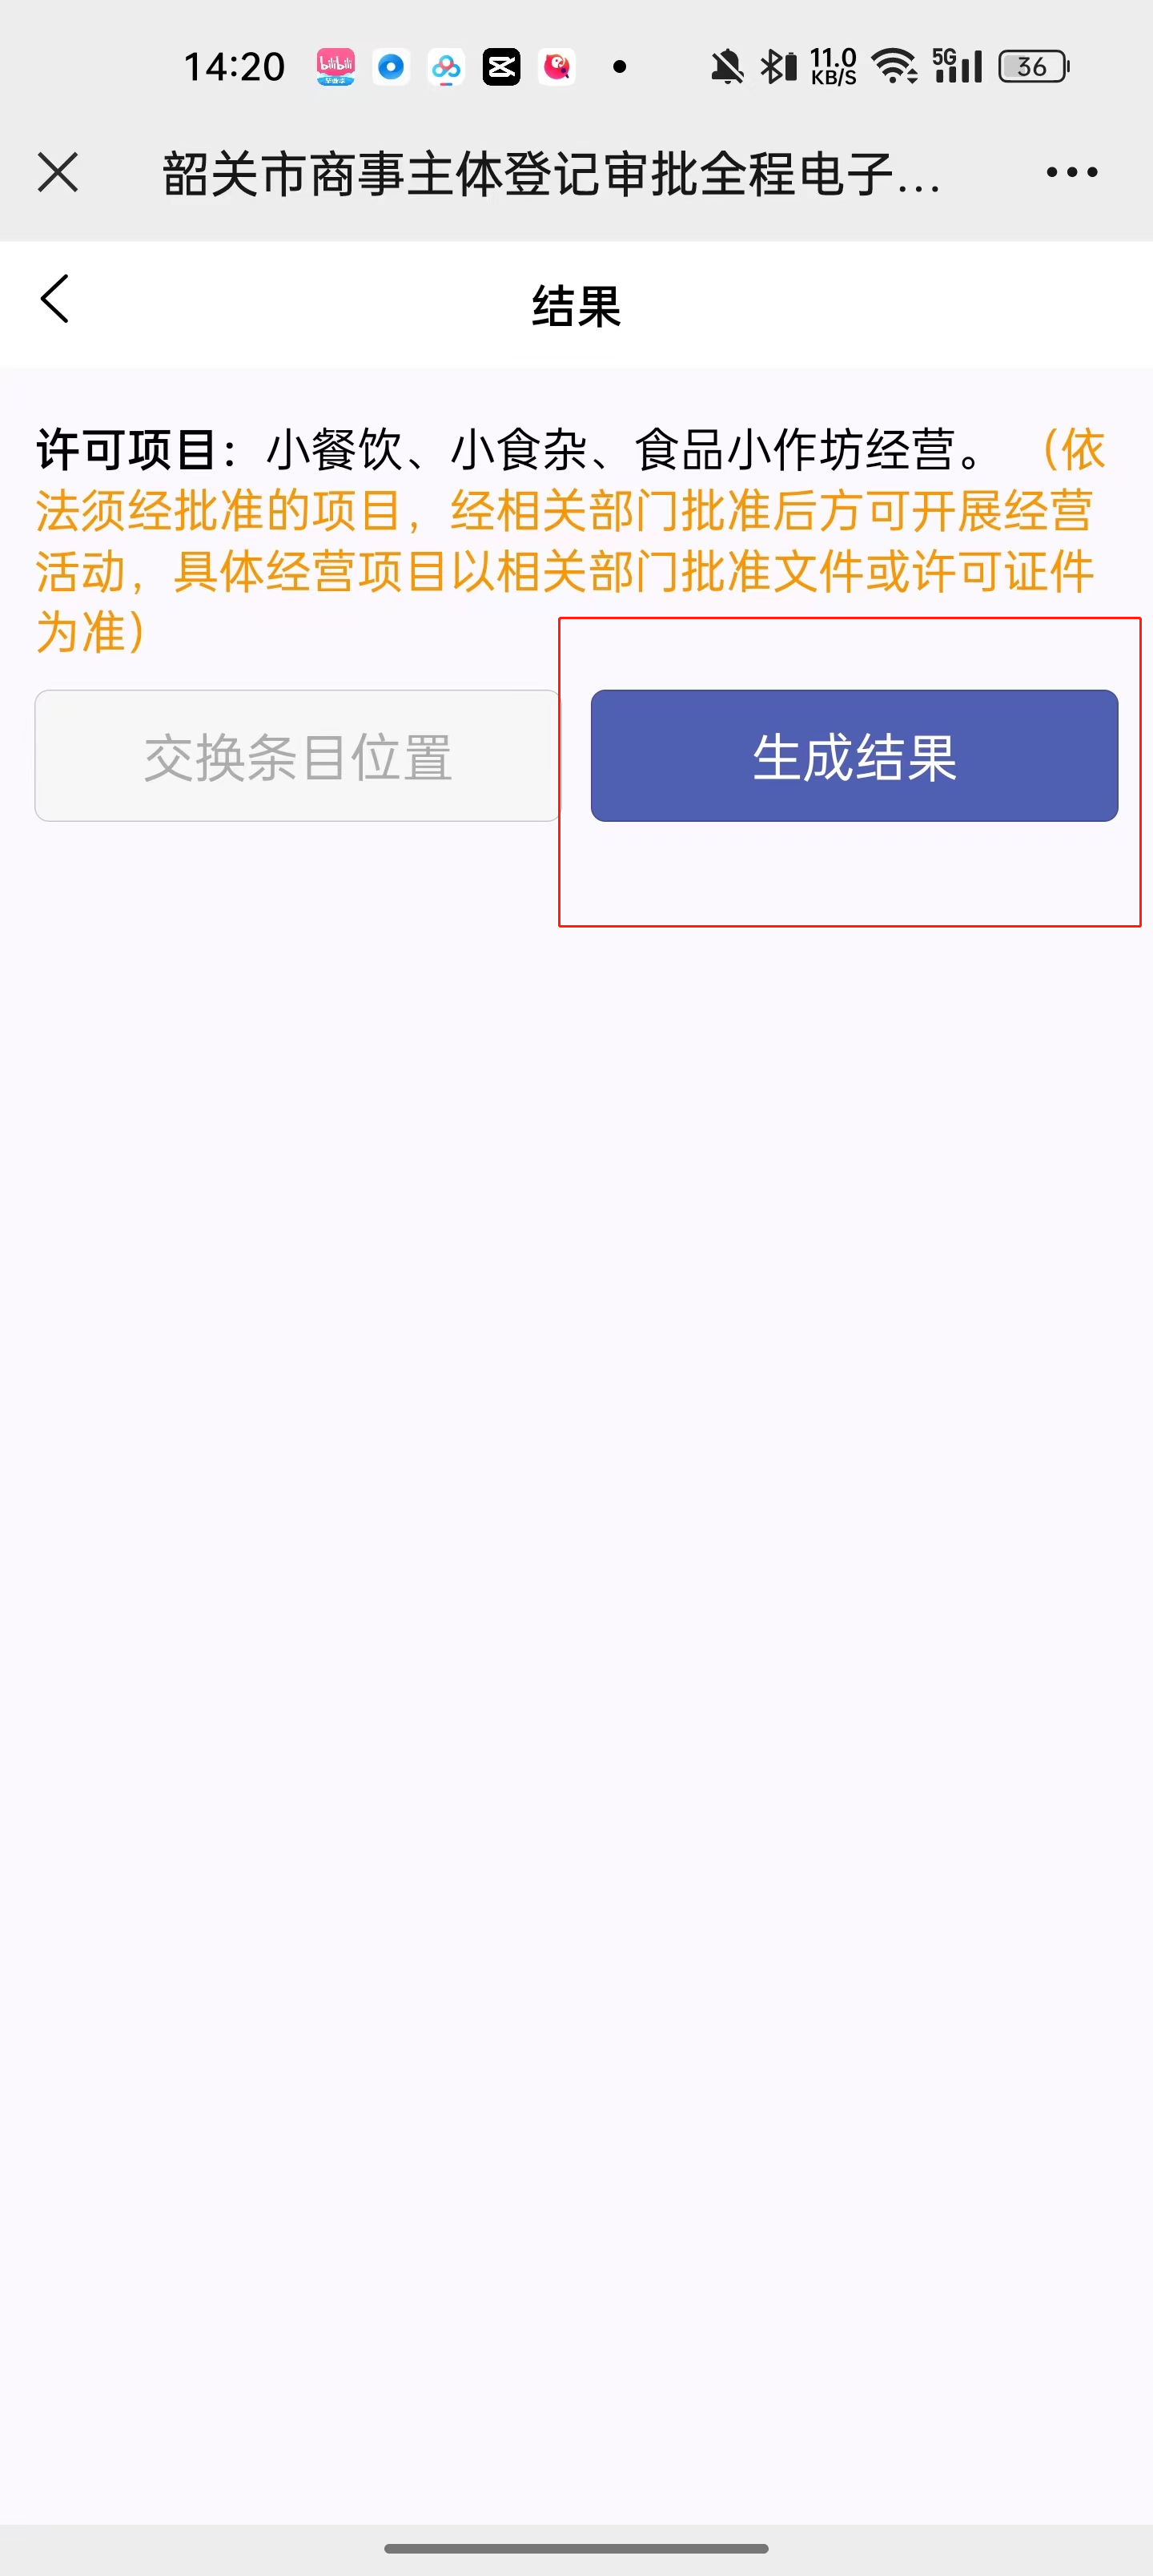 14:20
bilibili
11.0
KB/S
5G
36
韶关市商事主体登记审批全程电子...
结果
许可项目：小餐饮、小食杂、食品小作坊经营。（依
法须经批准的项目，经相关部门批准后方可开展经营
活动，具体经营项目以相关部门批准文件或许可证件
为准）
交换条目位置
生成结果